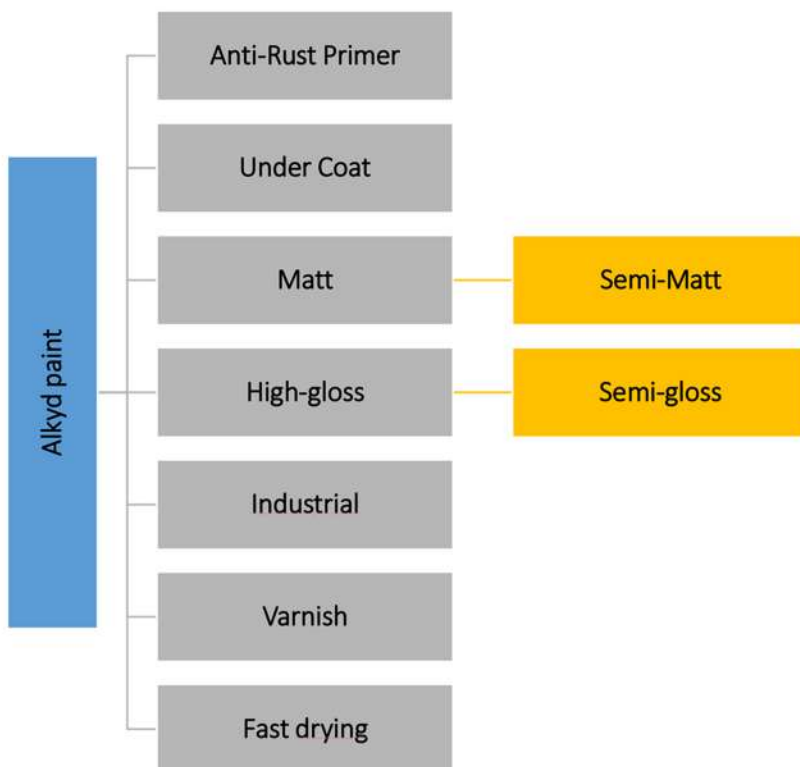 Alkyd paint
Anti-Rust Primer
Under Coat
Matt
Semi-Matt
High-gloss
Semi-gloss
Industrial
Varnish
Fast drying